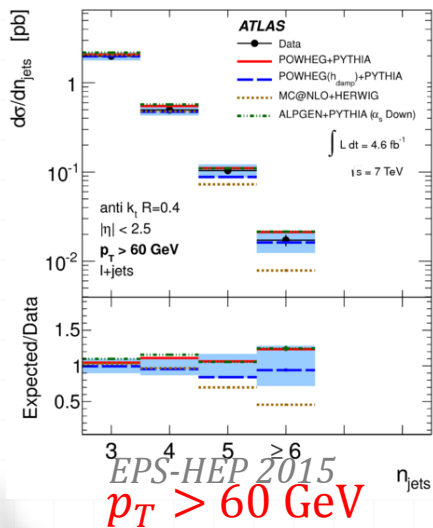 dσ/dn_jets [pb]
ATLAS
Data
POWHEG+PYTHIA
POWHEG(h_damp)+PYTHIA
MC@NLO+HERWIG
ALPGEN+PYTHIA (α_s Down)
∫ L dt = 4.6 fb⁻¹
√s = 7 TeV
1
10⁻¹
10⁻²
anti k_t R=0.4
|η| < 2.5
p_T > 60 GeV
l+jets
Expected/Data
1.5
1
0.5
3 4 5 ≥6
n_jets
EPS-HEP 2015
p_T > 60 GeV